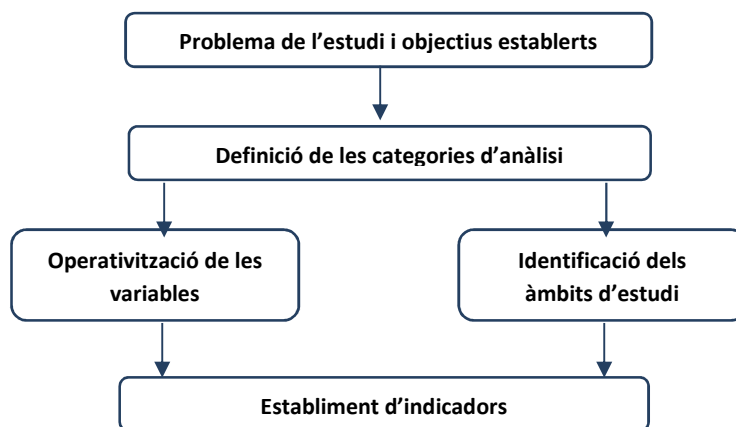 Problema de l’estudi i objectius establerts
Definició de les categories d’anàlisi
Operativització de les
variables
Identificació dels
àmbits d’estudi
Establiment d’indicadors